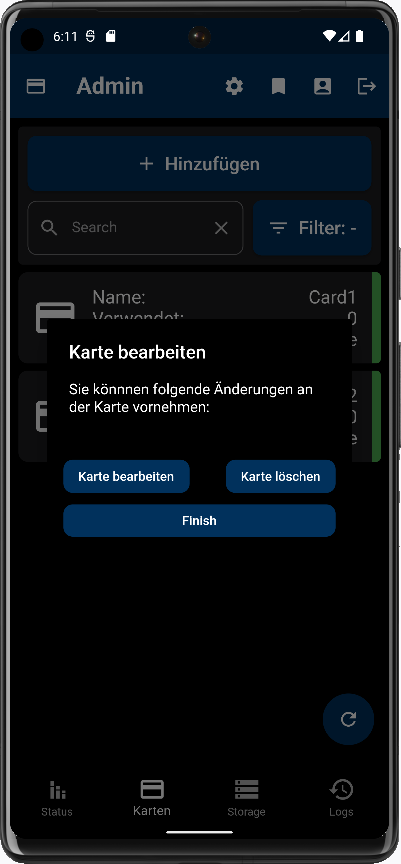 6:11
Admin
Hinzufügen
Search
Filter: -
Name: Card1
Verwendet: 0
e
Karte bearbeiten
Sie könnnen folgende Änderungen an
der Karte vornehmen:
2
0
e
Karte bearbeiten Karte löschen
Finish
Status Karten Storage Logs